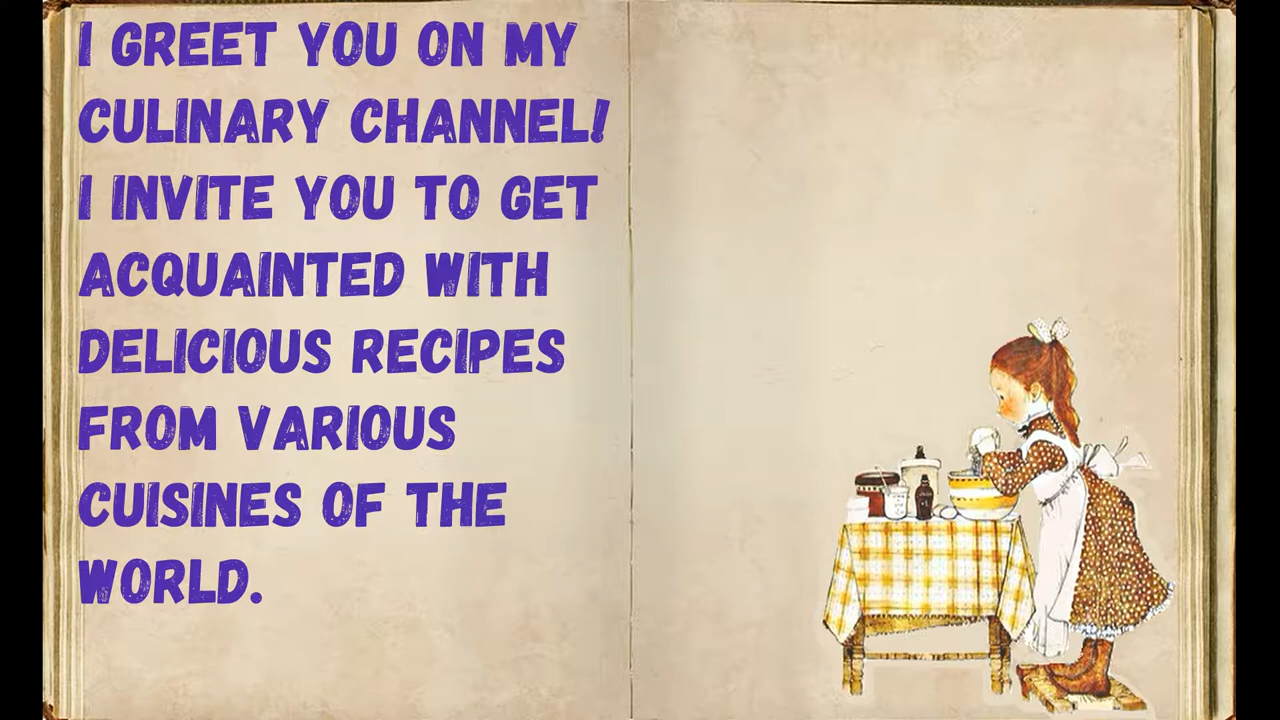 I GREET YOU ON MY
CULINARY CHANNEL!
I INVITE YOU TO GET
ACQUAINTED WITH
DELICIOUS RECIPES
FROM VARIOUS
CUISINES OF THE
WORLD.